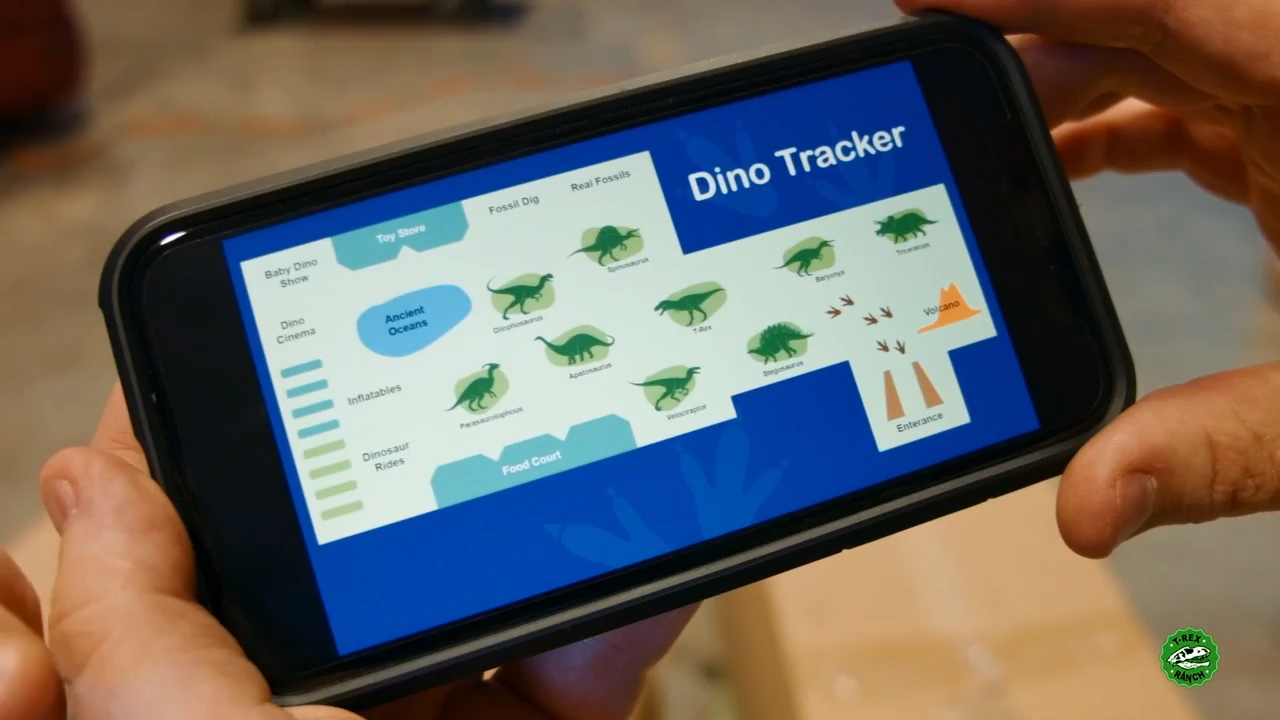 Dino Tracker
Real Fossils
Fossil Dig
Toy Store
Baby Dino
Show
Dino
Cinema
Ancient
Oceans
Spinosaurus
Triceratops
Baryonyx
Dilophosaurus
T-Rex
Volcano
Apatosaurus
Stegosaurus
Inflatables
Parasaurolophous
Velociraptor
Enterance
Dinosaur
Rides
Food Court
T-REX
RANCH